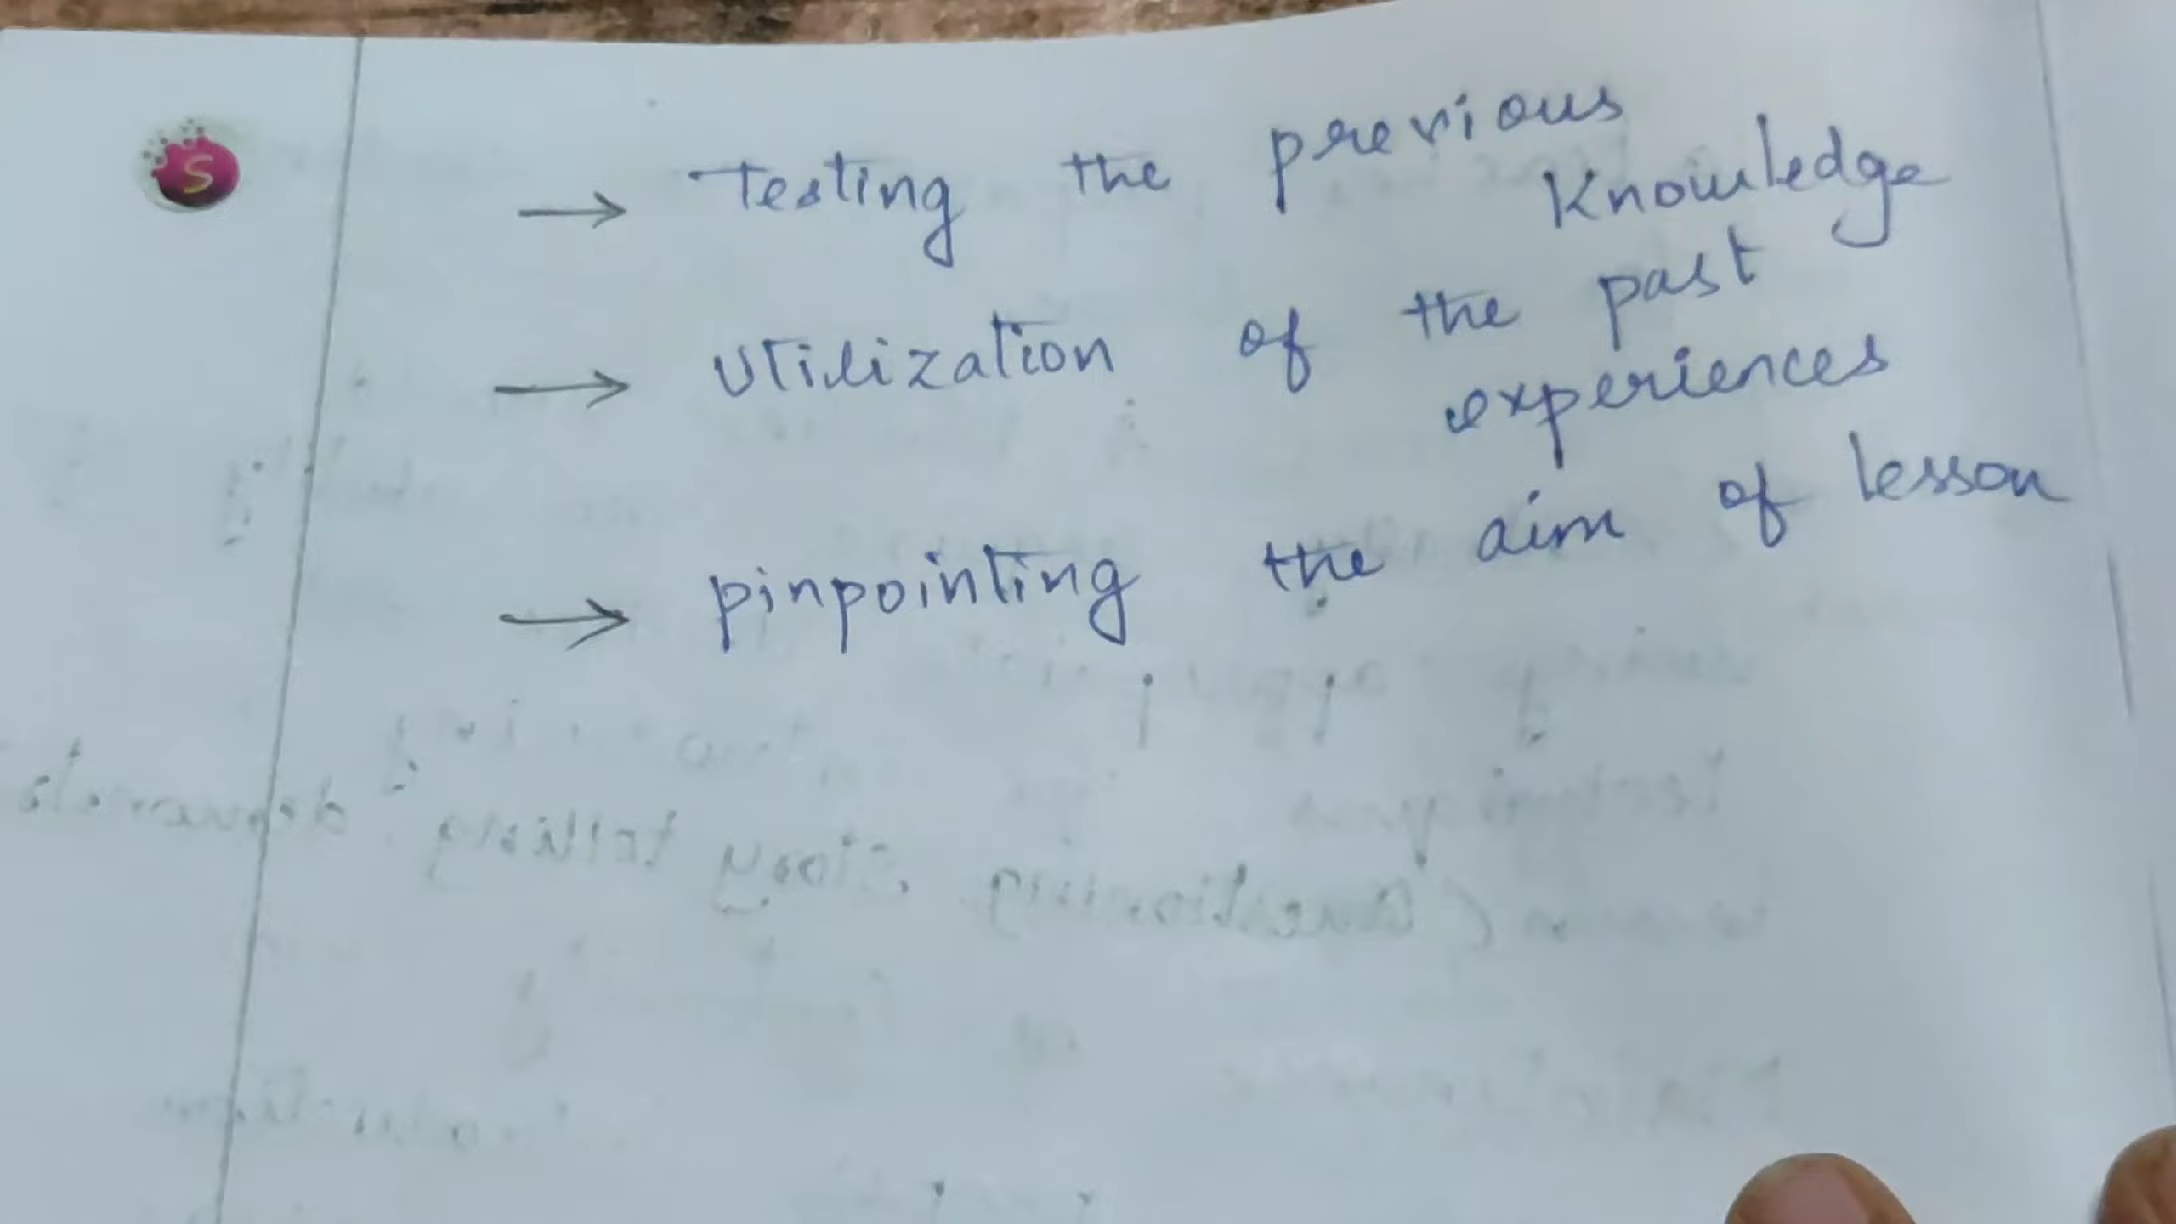 S
→ Testing the previous
Knowledge
→ Utilization of the past
experiences
→ pinpointing the aim of lesson